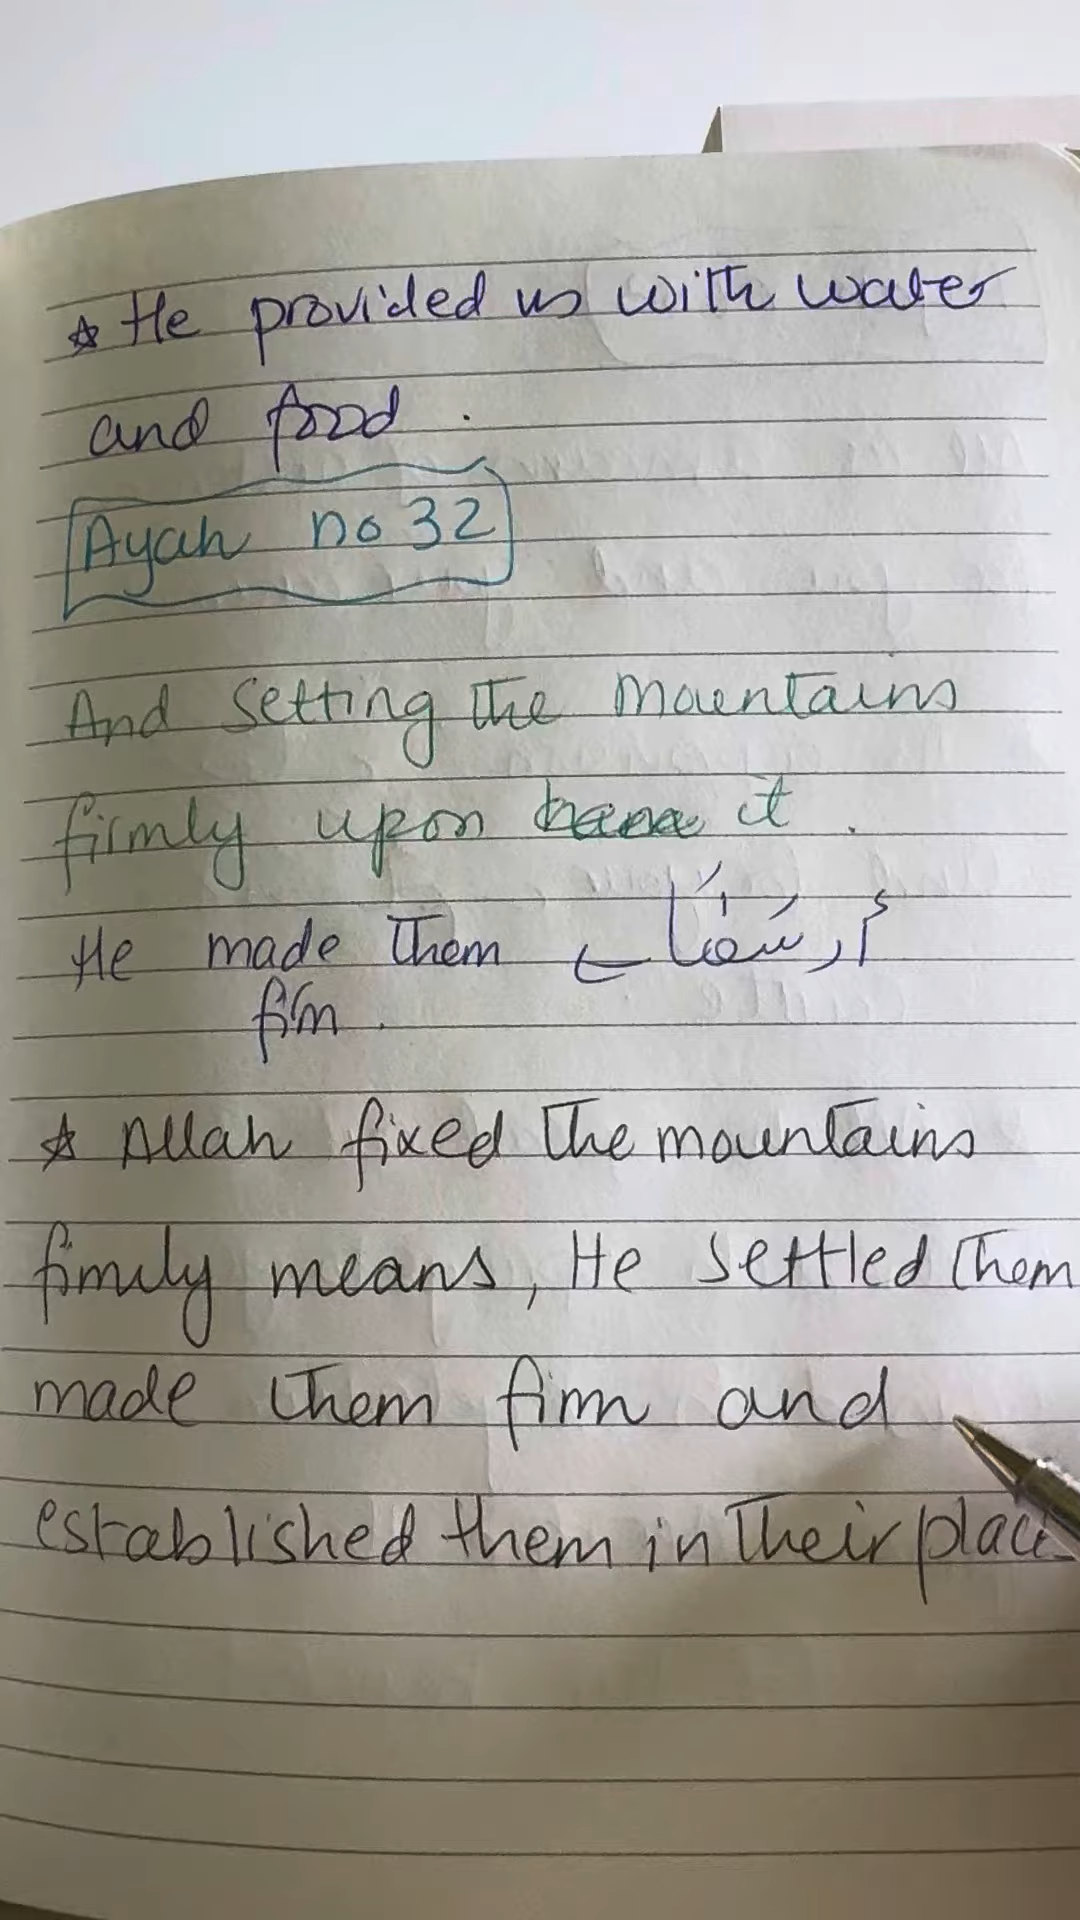 ☆ He provided us with water
and food .
Ayah no 32
And setting the mountains
firmly upon it .
He made them ← أرسَىٰهَا
firm .
☆ Allah fixed the mountains
firmly means, He settled them
made them firm and
established them in their place